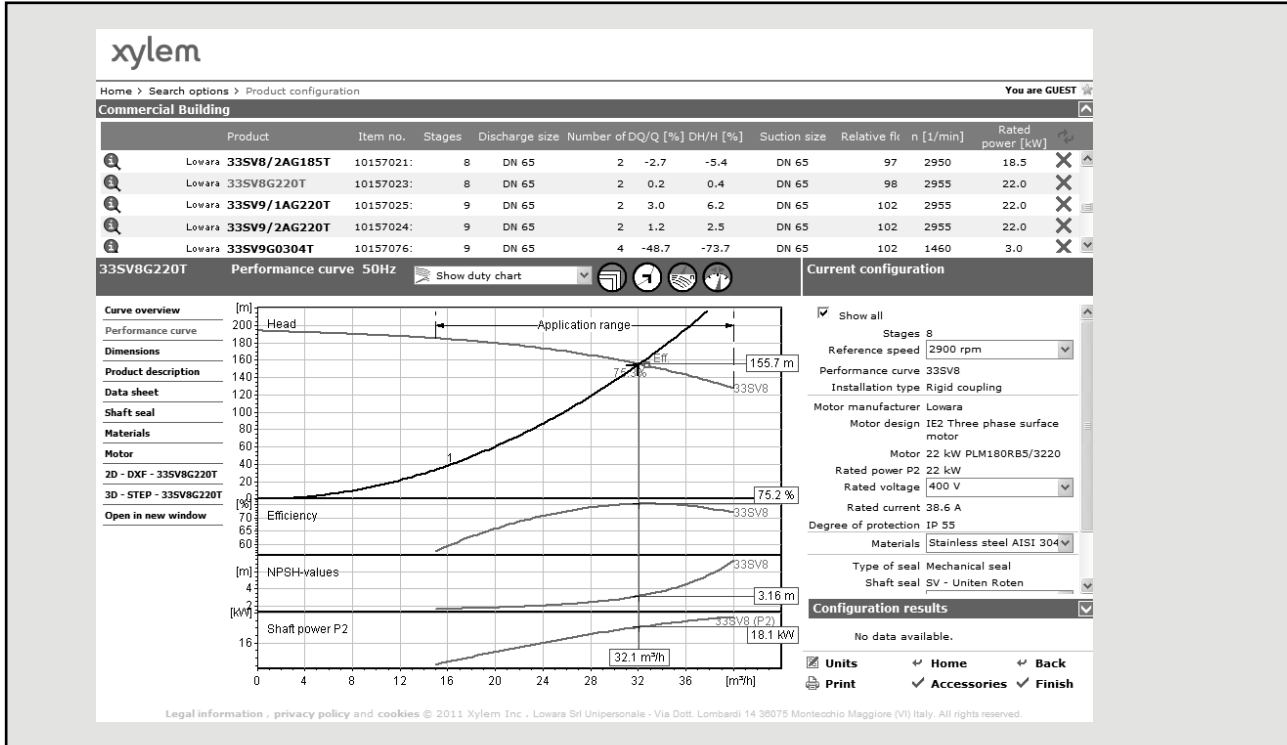 xylem
Home > Search options > Product configuration
You are GUEST
Commercial Building
Product Item no. Stages Discharge size Number of DQ/Q [%] DH/H [%] Suction size Relative flo n [1/min] Rated power [kW]
Lowara 33SV8/2AG185T 10157021: 8 DN 65 2 -2.7 -5.4 DN 65 97 2950 18.5
Lowara 33SV8G220T 10157023: 8 DN 65 2 0.2 0.4 DN 65 98 2955 22.0
Lowara 33SV9/1AG220T 10157025: 9 DN 65 2 3.0 6.2 DN 65 102 2955 22.0
Lowara 33SV9/2AG220T 10157024: 9 DN 65 2 1.2 2.5 DN 65 102 2955 22.0
Lowara 33SV9G0304T 10157076: 9 DN 65 4 -48.7 -73.7 DN 65 102 1460 3.0
33SV8G220T Performance curve 50Hz Show duty chart
Curve overview
Performance curve
Dimensions
Product description
Data sheet
Shaft seal
Materials
Motor
2D - DXF - 33SV8G220T
3D - STEP - 33SV8G220T
Open in new window
[m]
200
180
160
140
120
100
80
60
40
20
0
Head
Application range
Eff.
75.3%
155.7 m
33SV8
1
[%]
70
65
60
Efficiency
75.2 %
33SV8
[m]
4
2
NPSH-values
33SV8
3.16 m
[kW]
16
Shaft power P2
33SV8 (P2)
18.1 kW
32.1 m³/h
0 4 8 12 16 20 24 28 32 36 [m³/h]
Current configuration
Show all
Stages 8
Reference speed 2900 rpm
Performance curve 33SV8
Installation type Rigid coupling
Motor manufacturer Lowara
Motor design IE2 Three phase surface
motor
Motor 22 kW PLM180RB5/3220
Rated power P2 22 kW
Rated voltage 400 V
Rated current 38.6 A
Degree of protection IP 55
Materials Stainless steel AISI 304
Type of seal Mechanical seal
Shaft seal SV - Uniten Roten
Configuration results
No data available.
Units Home Back
Print Accessories Finish
Legal information , privacy policy and cookies © 2011 Xylem Inc . Lowara Srl Unipersonale - Via Dott. Lombardi 14 36075 Montecchio Maggiore (VI) Italy. All rights reserved.